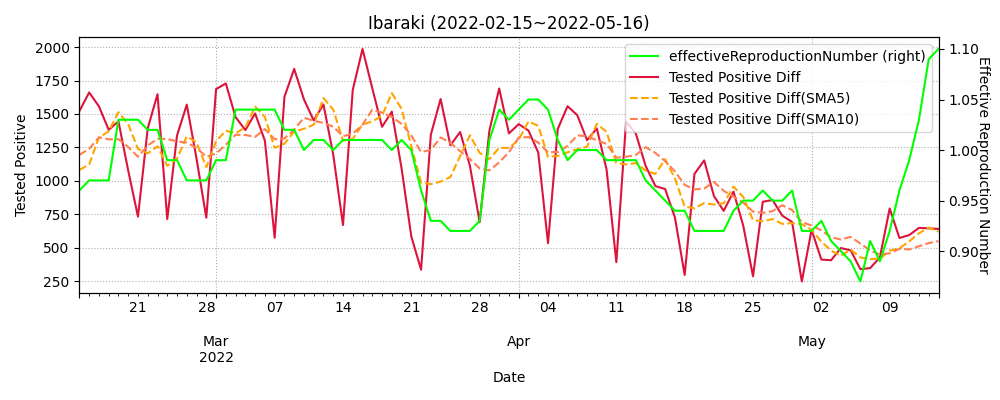 Ibaraki (2022-02-15~2022-05-16)
effectiveReproductionNumber (right)
Tested Positive Diff
Tested Positive Diff(SMA5)
Tested Positive Diff(SMA10)
Tested Positive
2000
1750
1500
1250
1000
750
500
250
1.10
1.05
1.00
0.95
0.90
Effective Reproduction Number
21 28 07 14 21 28 04 11 18 25 02 09
Mar Apr May
2022
Date